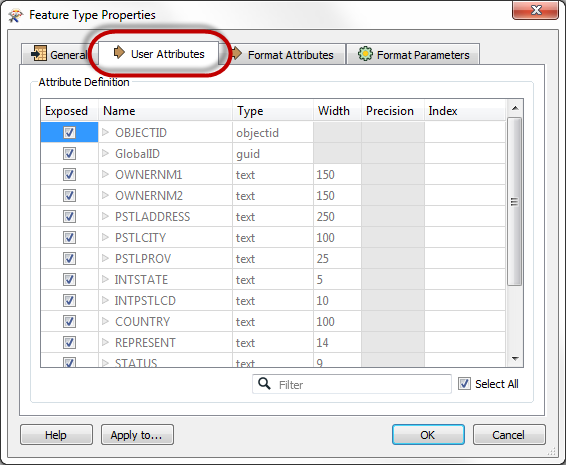 Feature Type Properties
General User Attributes Format Attributes Format Parameters
Attribute Definition
Exposed Name Type Width Precision Index
OBJECTID objectid
GlobalID guid
OWNERNM1 text 150
OWNERNM2 text 150
PSTLADDRESS text 250
PSTLCITY text 100
PSTLPROV text 25
INTSTATE text 5
INTPSTLCD text 10
COUNTRY text 100
REPRESENT text 14
STATUS text 9
Filter Select All
Help Apply to... OK Cancel